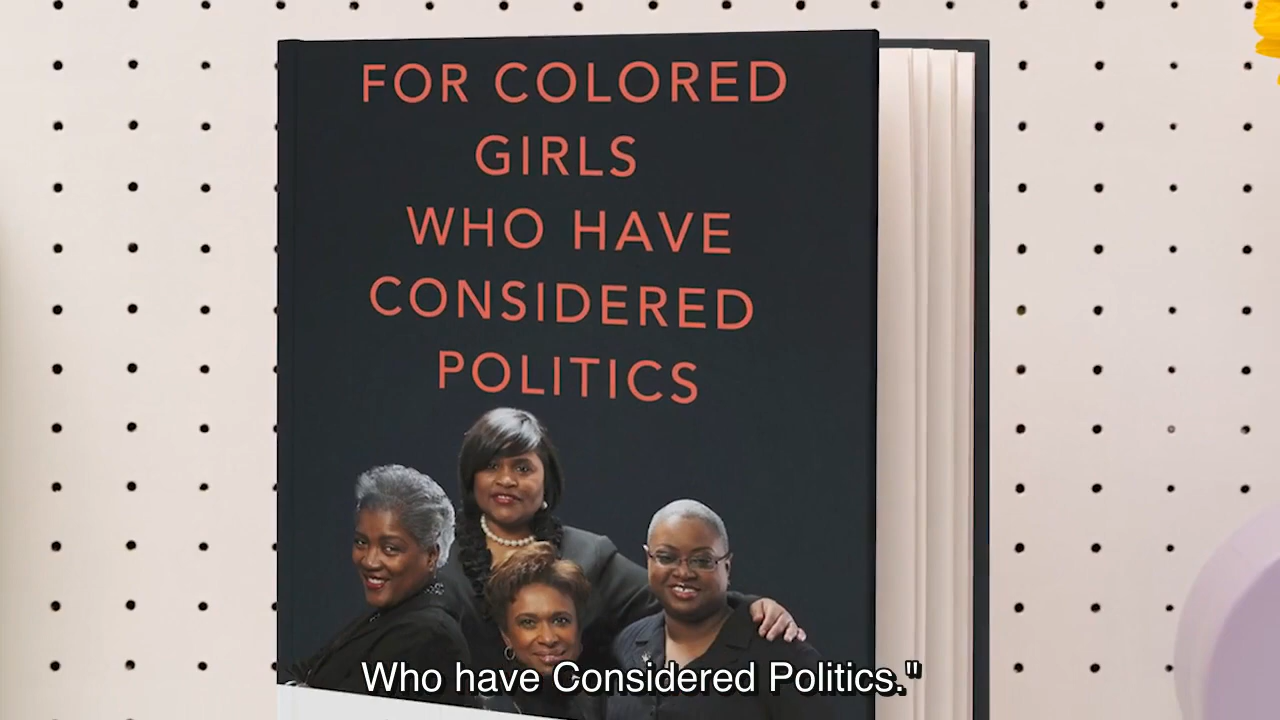 FOR COLORED
GIRLS
WHO HAVE
CONSIDERED
POLITICS
Who have Considered Politics."